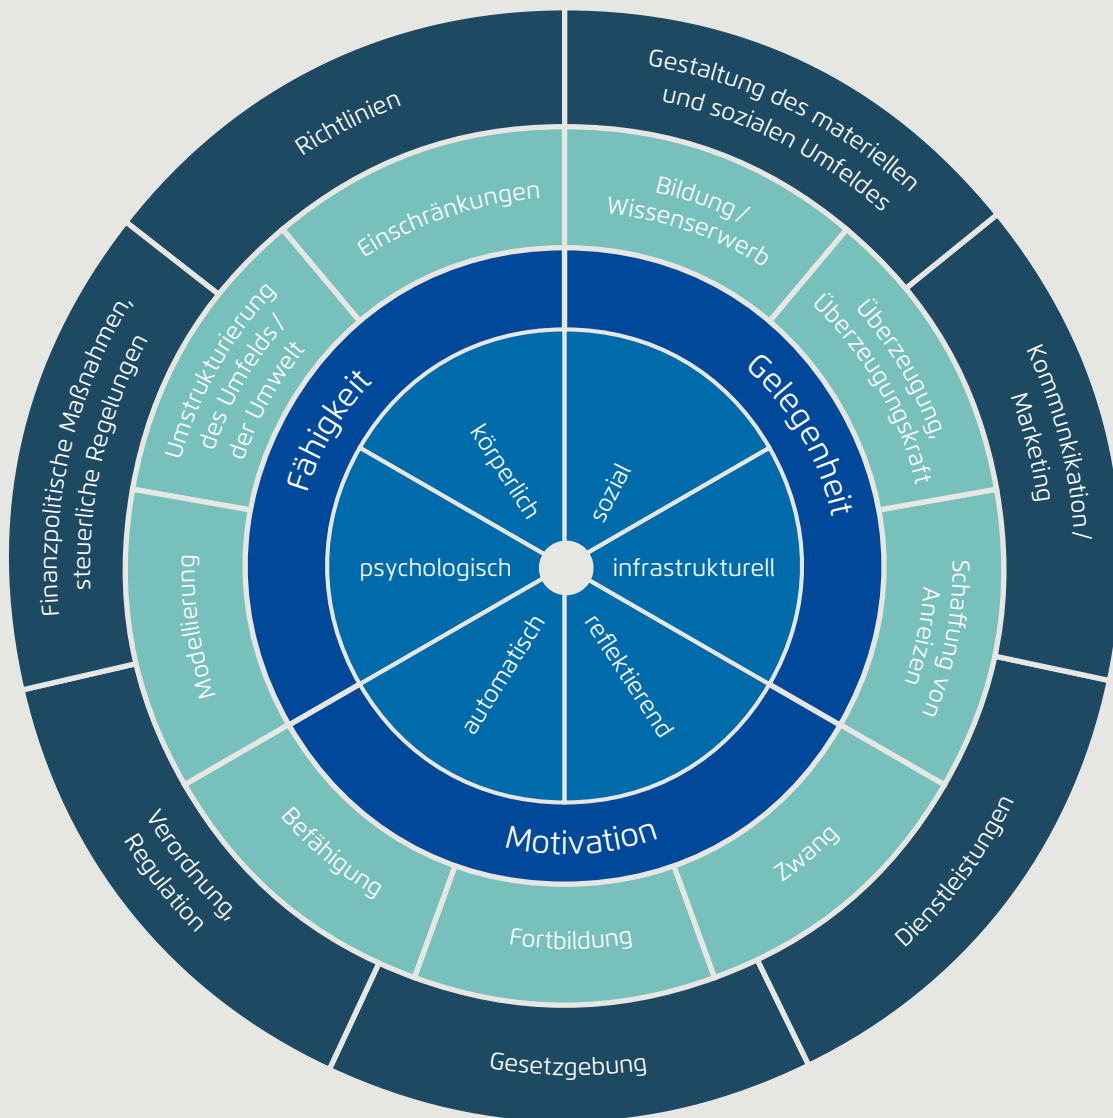 Gestaltung des materiellen
und sozialen Umfeldes
Kommunkikation/
Marketing
Dienstleistungen
Gesetzgebung
Verordnung,
Regulation
Finanzpolitische Maßnahmen,
steuerliche Regelungen
Richtlinien
Bildung/
Wissenserwerb
Überzeugung,
Überzeugungskraft
Schaffung von
Anreizen
Zwang
Fortbildung
Befähigung
Modellierung
Umstrukturierung
des Umfelds/
der Umwelt
Einschränkungen
Gelegenheit
Motivation
Fähigkeit
sozial
infrastrukturell
reflektierend
automatisch
psychologisch
körperlich